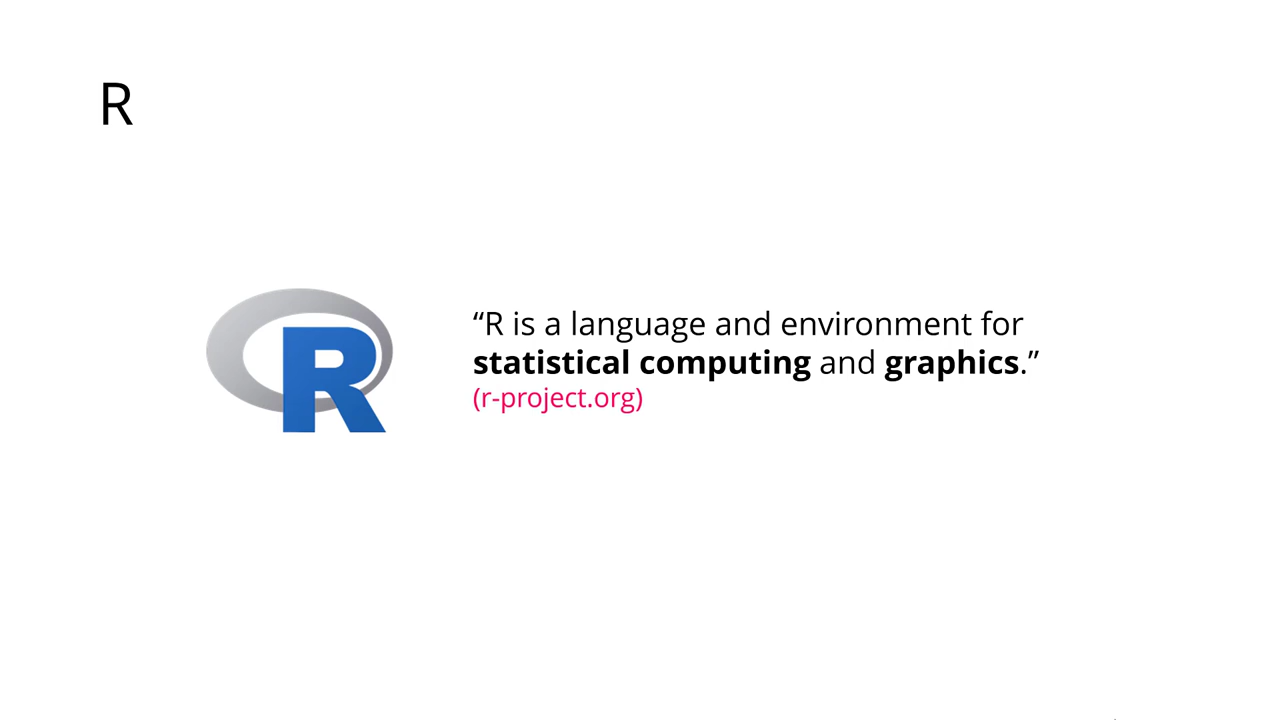 R
R
“R is a language and environment for
statistical computing and graphics.”
(r-project.org)